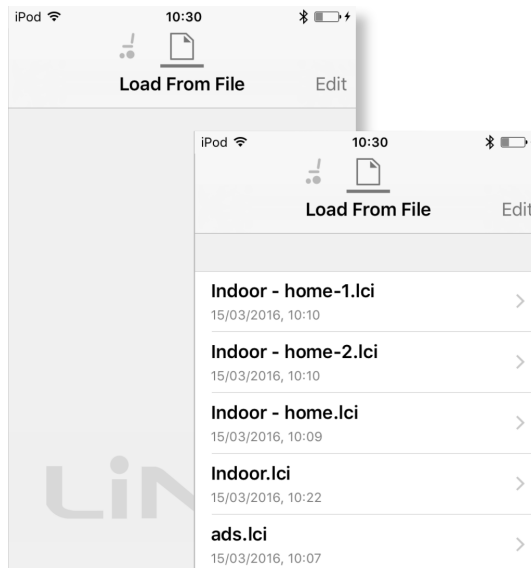 iPod 10:30
Load From File Edit
LiN
iPod 10:30
Load From File Edit
Indoor - home-1.lci
15/03/2016, 10:10
Indoor - home-2.lci
15/03/2016, 10:10
Indoor - home.lci
15/03/2016, 10:09
Indoor.lci
15/03/2016, 10:22
ads.lci
15/03/2016, 10:07